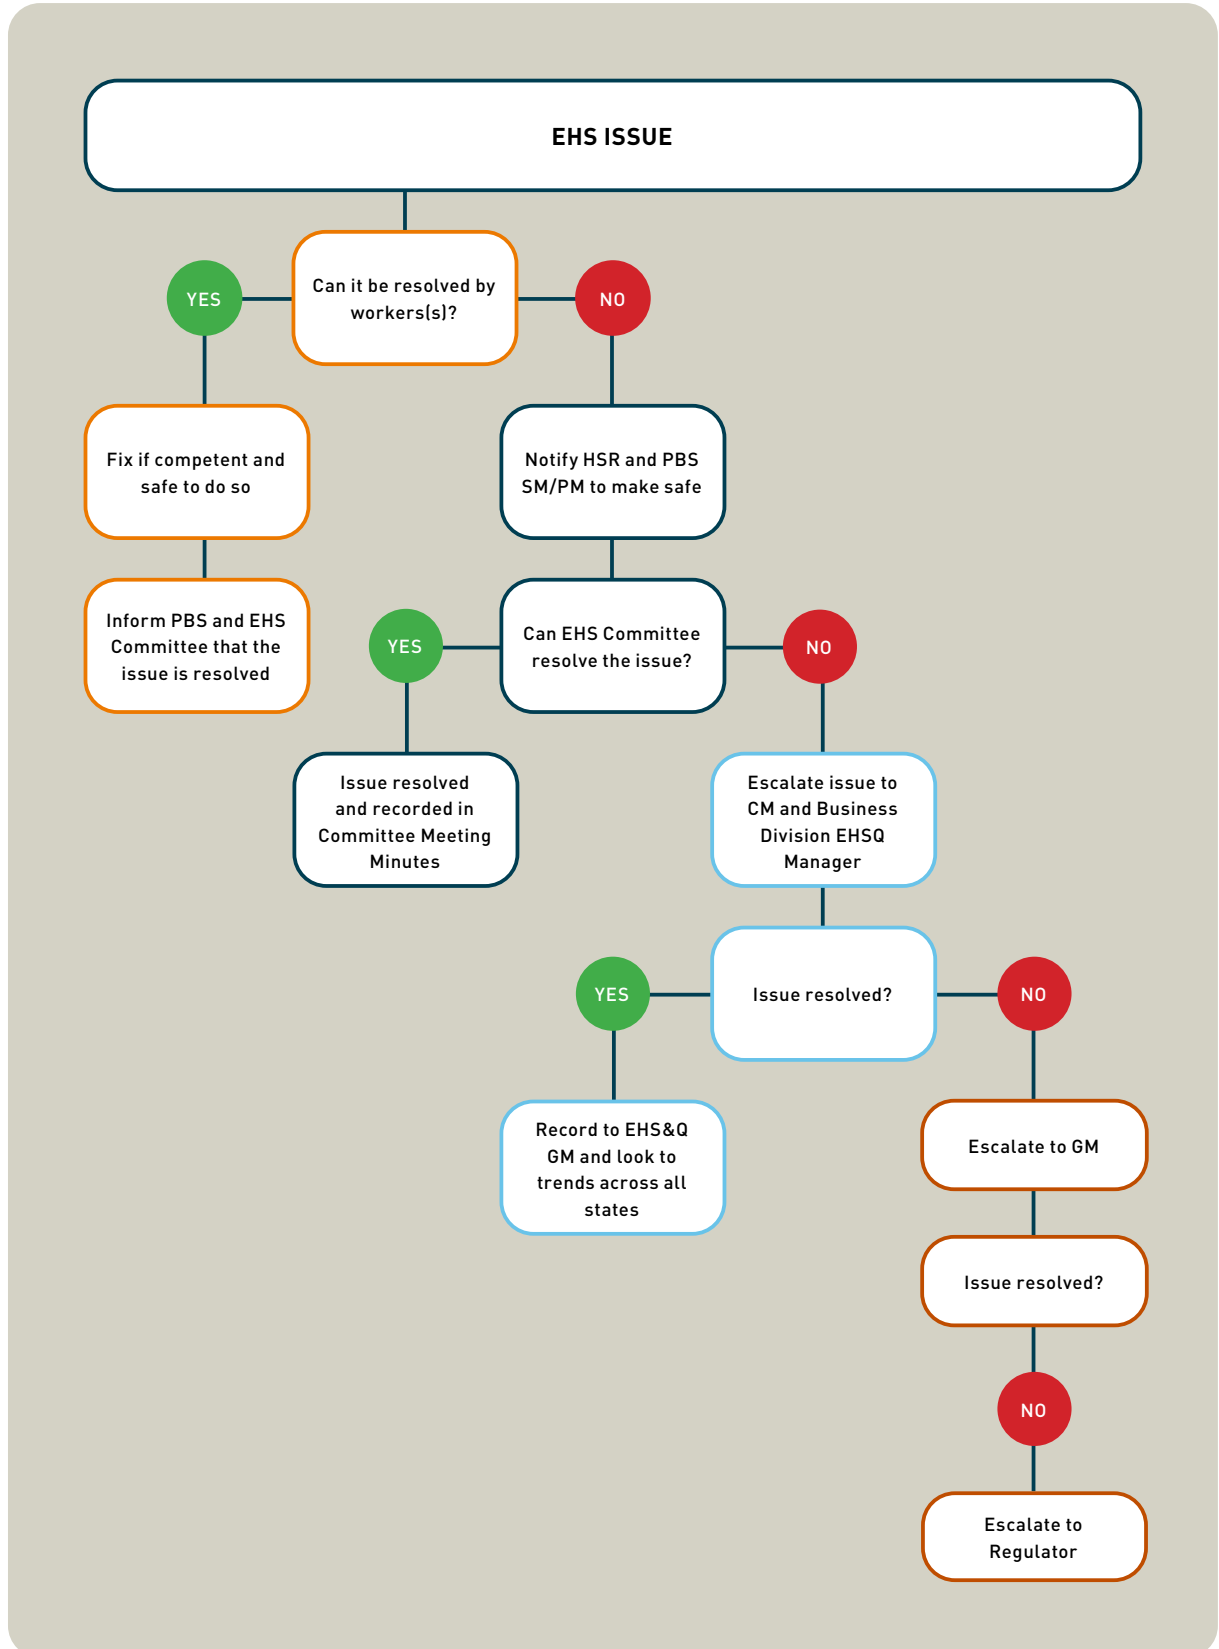 EHS ISSUE
Can it be resolved by
workers(s)?
YES
NO
Fix if competent and
safe to do so
Notify HSR and PBS
SM/PM to make safe
Inform PBS and EHS
Committee that the
issue is resolved
Can EHS Committee
resolve the issue?
YES
NO
Issue resolved
and recorded in
Committee Meeting
Minutes
Escalate issue to
CM and Business
Division EHSQ
Manager
Issue resolved?
YES
NO
Record to EHS&Q
GM and look to
trends across all
states
Escalate to GM
Issue resolved?
NO
Escalate to
Regulator